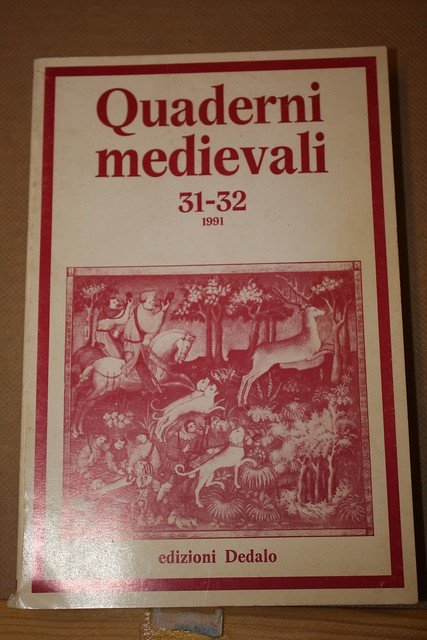 Quaderni
medievali
31-32
1991
edizioni Dedalo